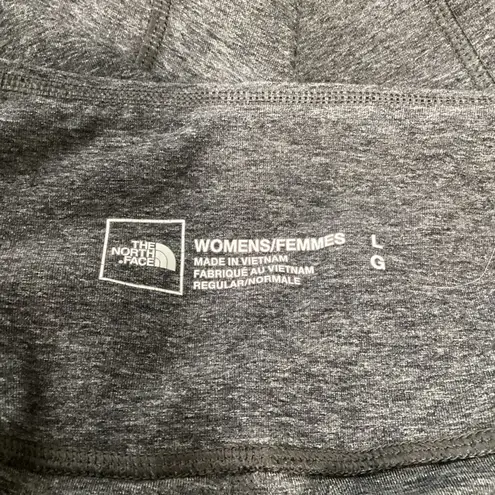 THE
NORTH
FACE
WOMENS/FEMMES
MADE IN VIETNAM
FABRIQUÉ AU VIETNAM
REGULAR/NORMALE
L
G